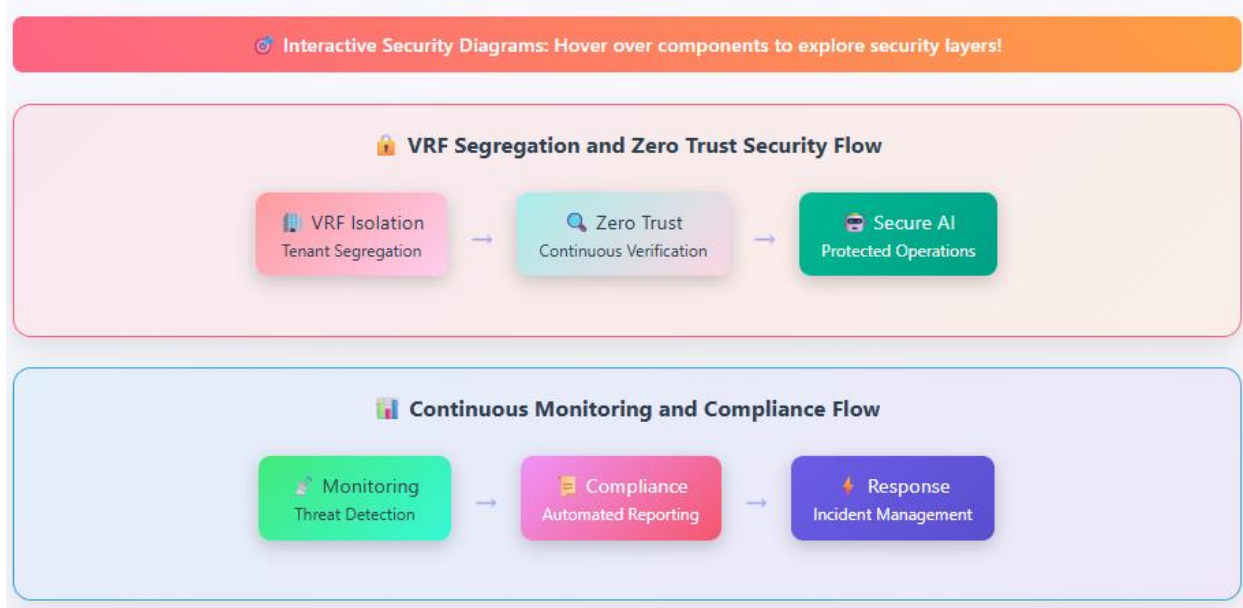 🎯 Interactive Security Diagrams: Hover over components to explore security layers!
🔒 VRF Segregation and Zero Trust Security Flow
🏢 VRF Isolation
Tenant Segregation
→
🔍 Zero Trust
Continuous Verification
→
🤖 Secure AI
Protected Operations
📊 Continuous Monitoring and Compliance Flow
📡 Monitoring
Threat Detection
→
📜 Compliance
Automated Reporting
→
⚡ Response
Incident Management